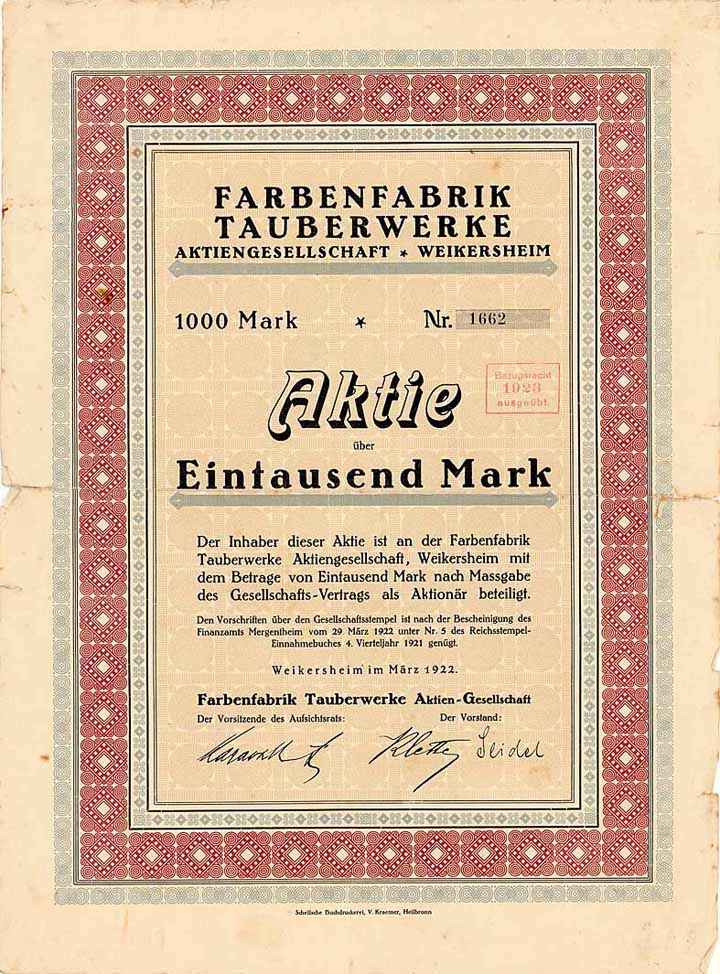 FARBENFABRIK
TAUBERWERKE
AKTIENGESELLSCHAFT * WEIKERSHEIM
1000 Mark * Nr. 1662
Bezugsrecht
1923
ausgeübt.
Aktie
über
Eintausend Mark
Der Inhaber dieser Aktie ist an der Farbenfabrik
Tauberwerke Aktiengesellschaft, Weikersheim mit
dem Betrage von Eintausend Mark nach Massgabe
des Gesellschafts-Vertrags als Aktionär beteiligt.
Den Vorschriften über den Gesellschaftsstempel ist nach der Bescheinigung des
Finanzamts Mergentheim vom 29 März 1922 unter Nr. 5 des Reichsstempel-
Einnahmebuches 4. Vierteljahr 1921 genügt.
Weikersheim im März 1922.
Farbenfabrik Tauberwerke Aktien-Gesellschaft
Der Vorsitzende des Aufsichtsrats: Der Vorstand:
Seidel
Schellsche Buchdruckerei, V. Kraemer, Heilbronn